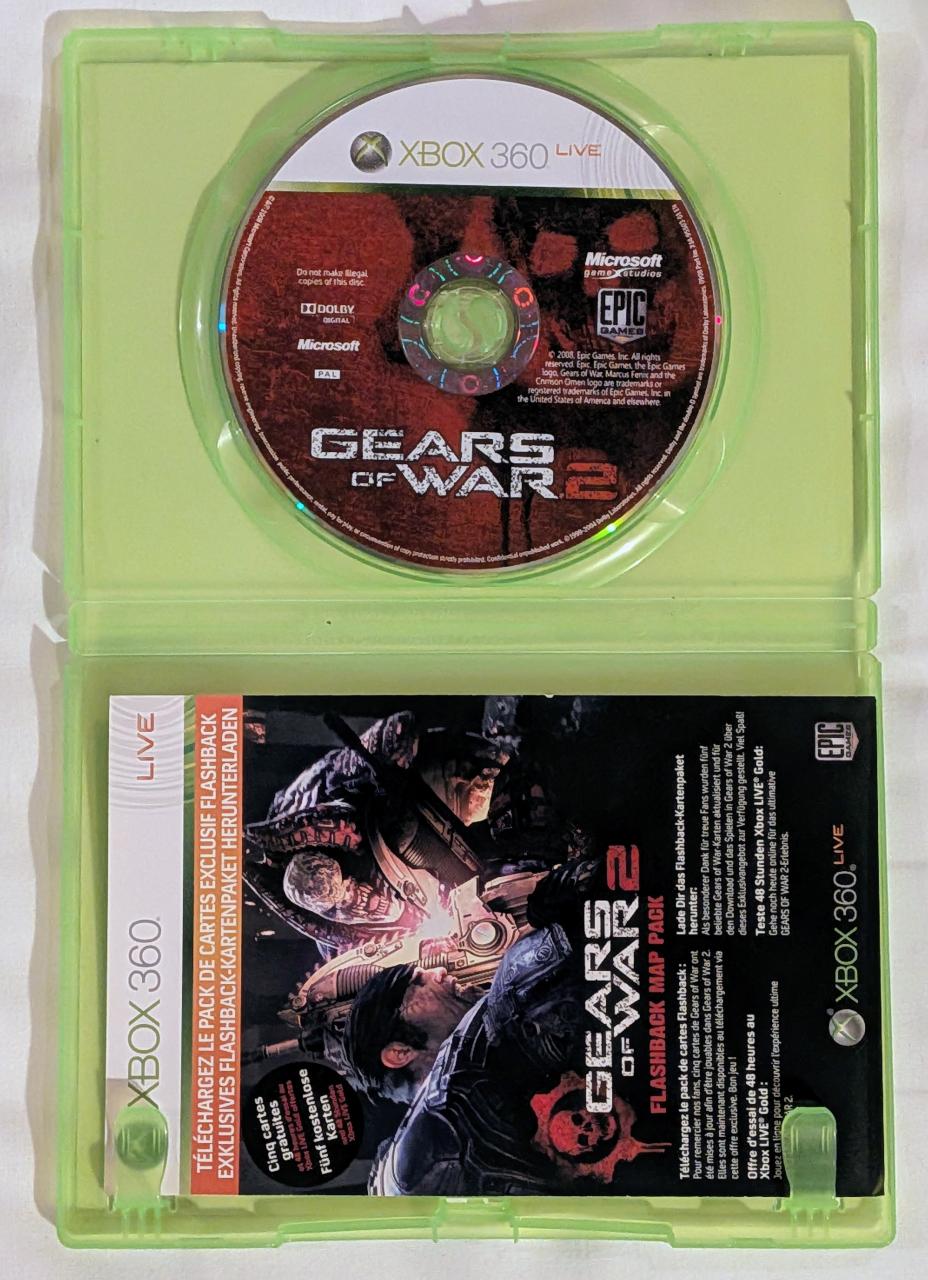 XBOX 360 LIVE
Do not make illegal
copies of this disc.
DOLBY
DIGITAL
Microsoft
PAL
Microsoft
game studios
EPIC
GAMES
© 2008, Epic Games, Inc. All rights
reserved. Epic, Epic Games, the Epic Games
logo, Gears of War, Marcus Fenix and the
Crimson Omen logo are trademarks or
registered trademarks of Epic Games, Inc. in
the United States of America and elsewhere.
GEARS
OF WAR 2
XBOX 360 LIVE
TÉLÉCHARGEZ LE PACK DE CARTES EXCLUSIF FLASHBACK
EXKLUSIVES FLASHBACK-KARTENPAKET HERUNTERLADEN
Cinq cartes
gratuites
Fünf kostenlose
Karten
GEARS
OF WAR 2
FLASHBACK MAP PACK
Téléchargez le pack de cartes Flashback :
Pour remercier nos fans, cinq cartes de Gears of War ont
été mises à jour afin d'être jouables dans Gears of War 2.
Elles sont maintenant disponibles au téléchargement via
cette offre exclusive. Bon jeu !
Offre d'essai de 48 heures au
Xbox LIVE® Gold :
Jouez en ligne pour découvrir l'expérience ultime
Lade Dir das Flashback-Kartenpaket
herunter:
Als besonderer Dank für treue Fans wurden fünf
beliebte Gears of War-Karten aktualisiert und für
den Download und das Spielen in Gears of War 2 über
dieses Exklusivangebot zur Verfügung gestellt. Viel Spaß!
Teste 48 Stunden Xbox LIVE® Gold:
Gehe noch heute online für das ultimative
GEARS OF WAR 2-Erlebnis.
XBOX 360 LIVE
EPIC
GAMES